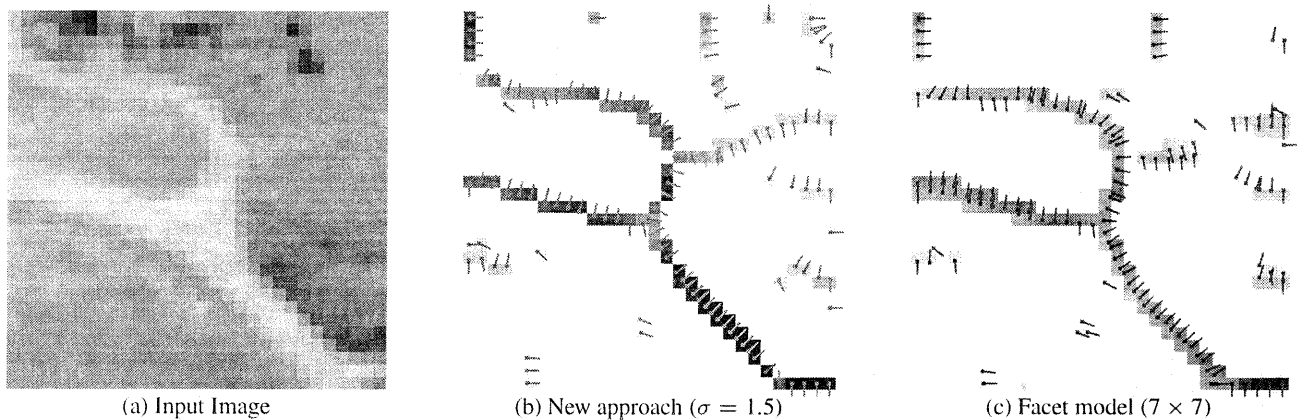 (a) Input Image
(b) New approach (σ = 1.5)
(c) Facet model (7 × 7)